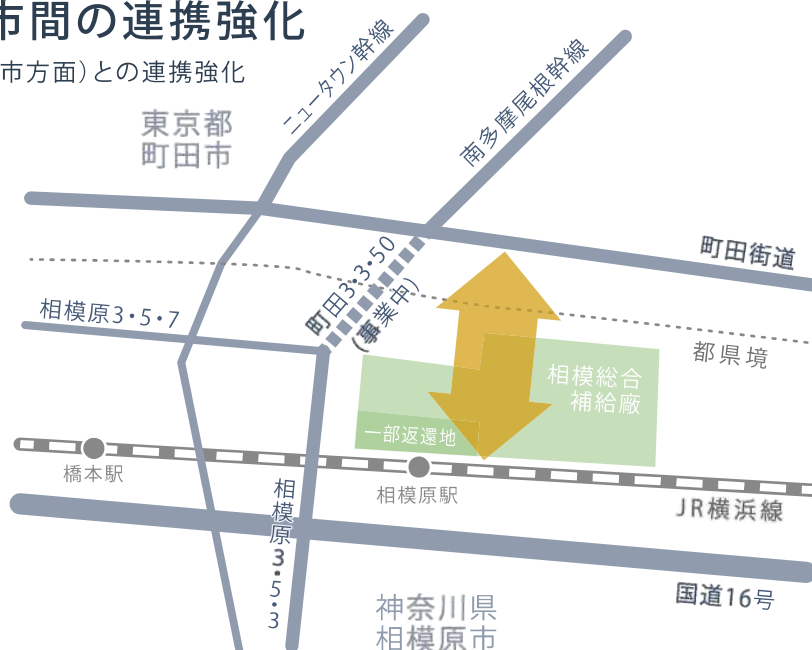 市間の連携強化
市方面）との連携強化
ニュータウン幹線
南多摩尾根幹線
東京都
町田市
町田街道
町田3・3・50
(事業中)
相模原3・5・7
都県境
相模総合
補給廠
一部返還地
橋本駅
相模原駅
JR横浜線
相模原3・5・3
国道16号
神奈川県
相模原市